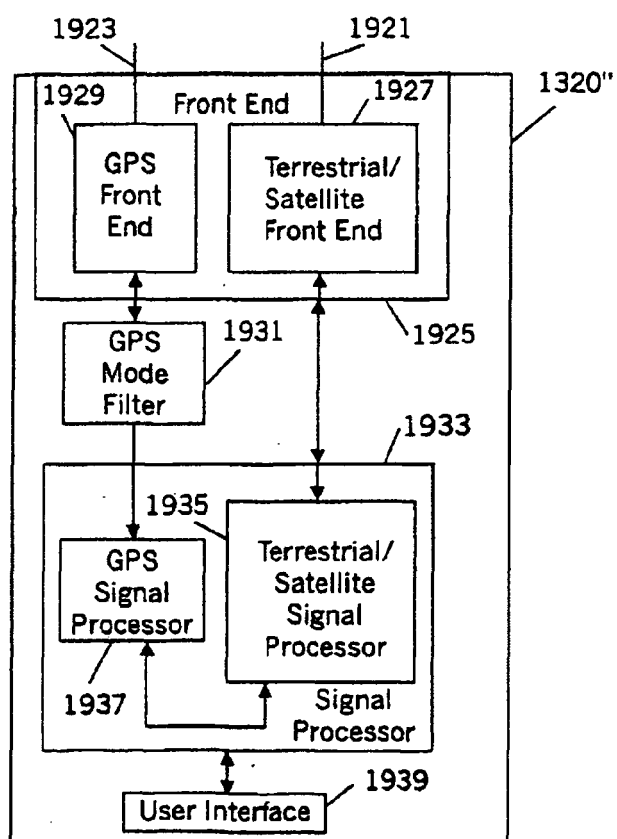 1923
1921
1320"
1929
Front End
1927
GPS
Front
End
Terrestrial/
Satellite
Front End
1925
GPS
Mode
Filter
1931
1933
1935
GPS
Signal
Processor
Terrestrial/
Satellite
Signal
Processor
1937
Signal
Processor
User Interface
1939